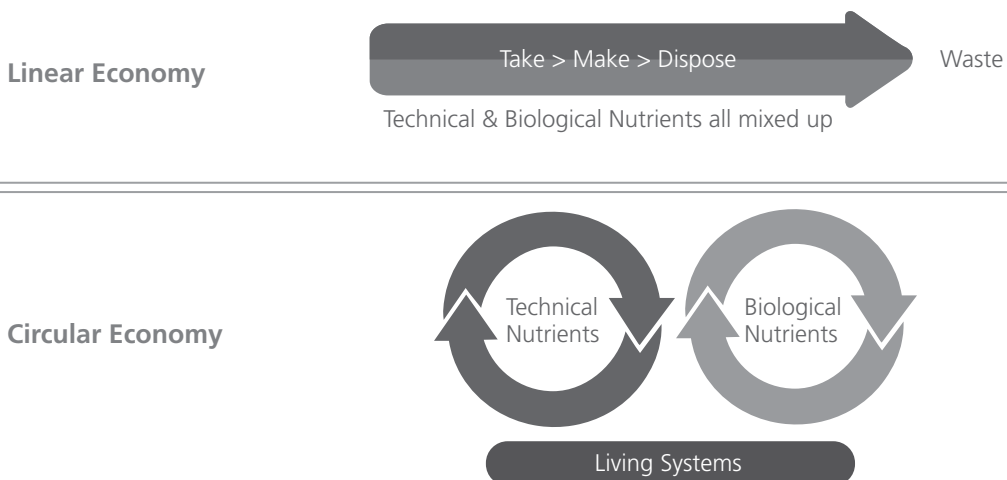 Linear Economy
Take > Make > Dispose
Waste
Technical & Biological Nutrients all mixed up
Circular Economy
Technical
Nutrients
Biological
Nutrients
Living Systems